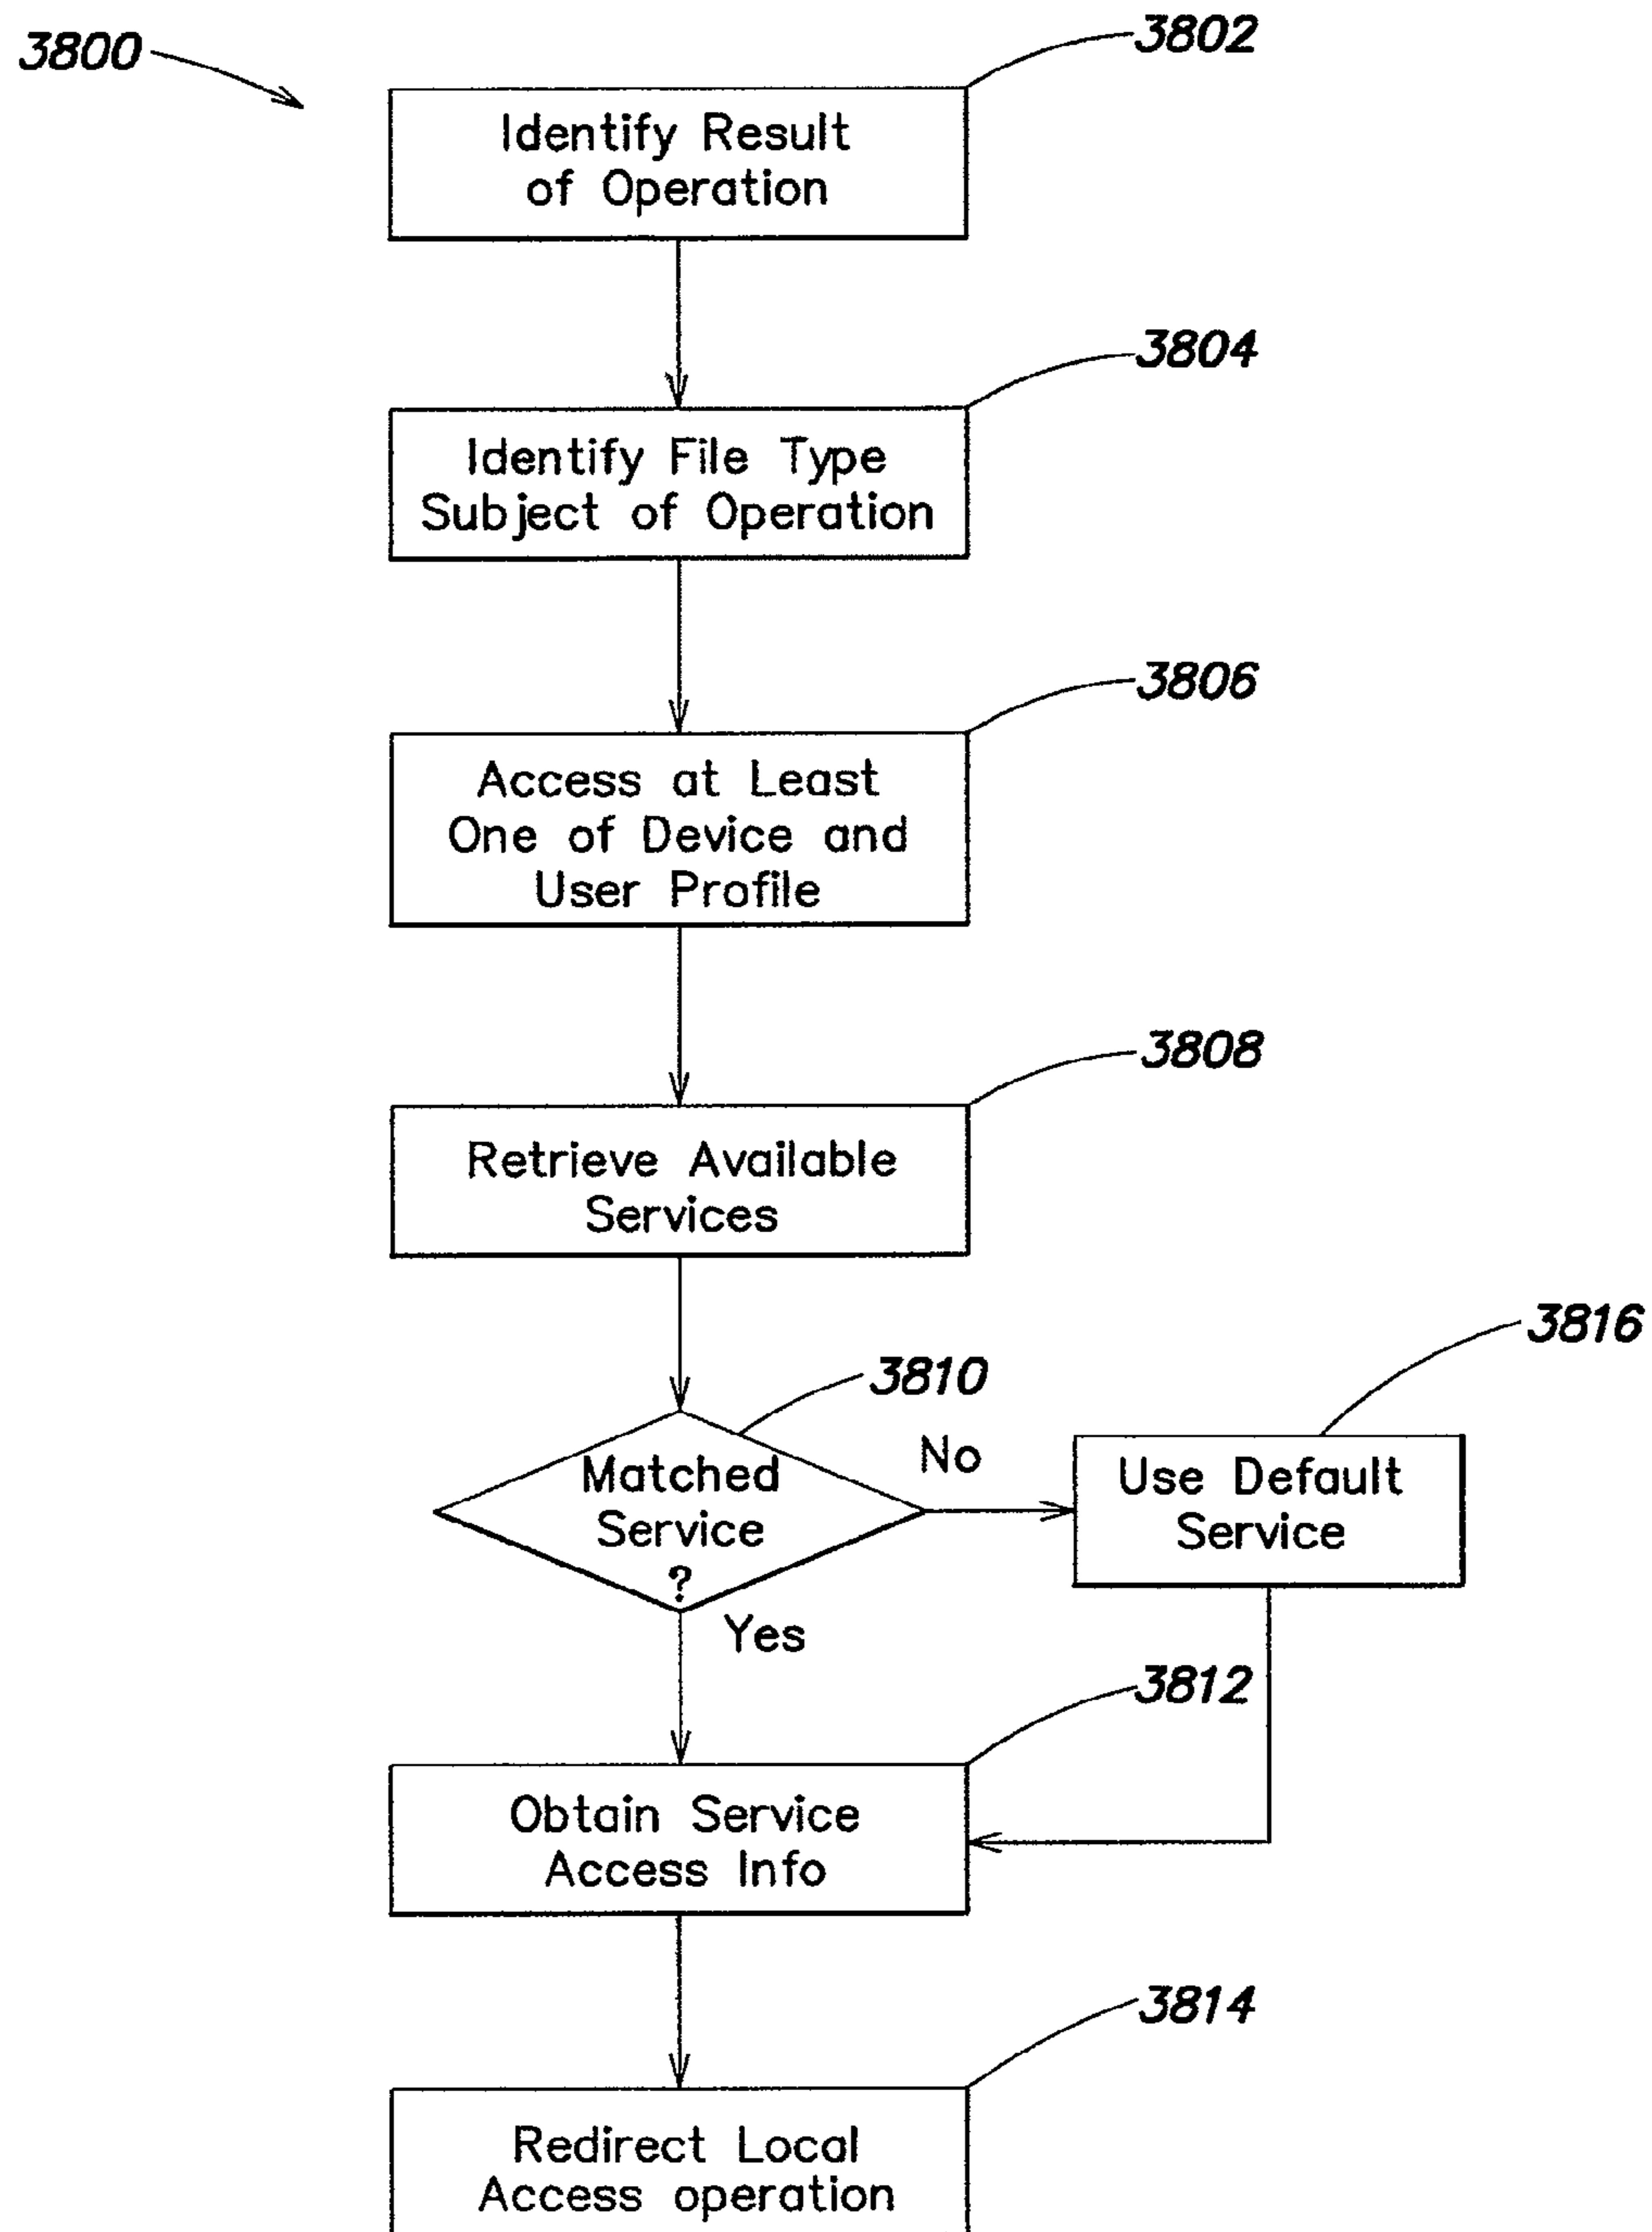 3800
3802
Identify Result
of Operation
3804
Identify File Type
Subject of Operation
3806
Access at Least
One of Device and
User Profile
3808
Retrieve Available
Services
3810
Matched
Service
?
No
Yes
3816
Use Default
Service
3812
Obtain Service
Access Info
3814
Redirect Local
Access operation